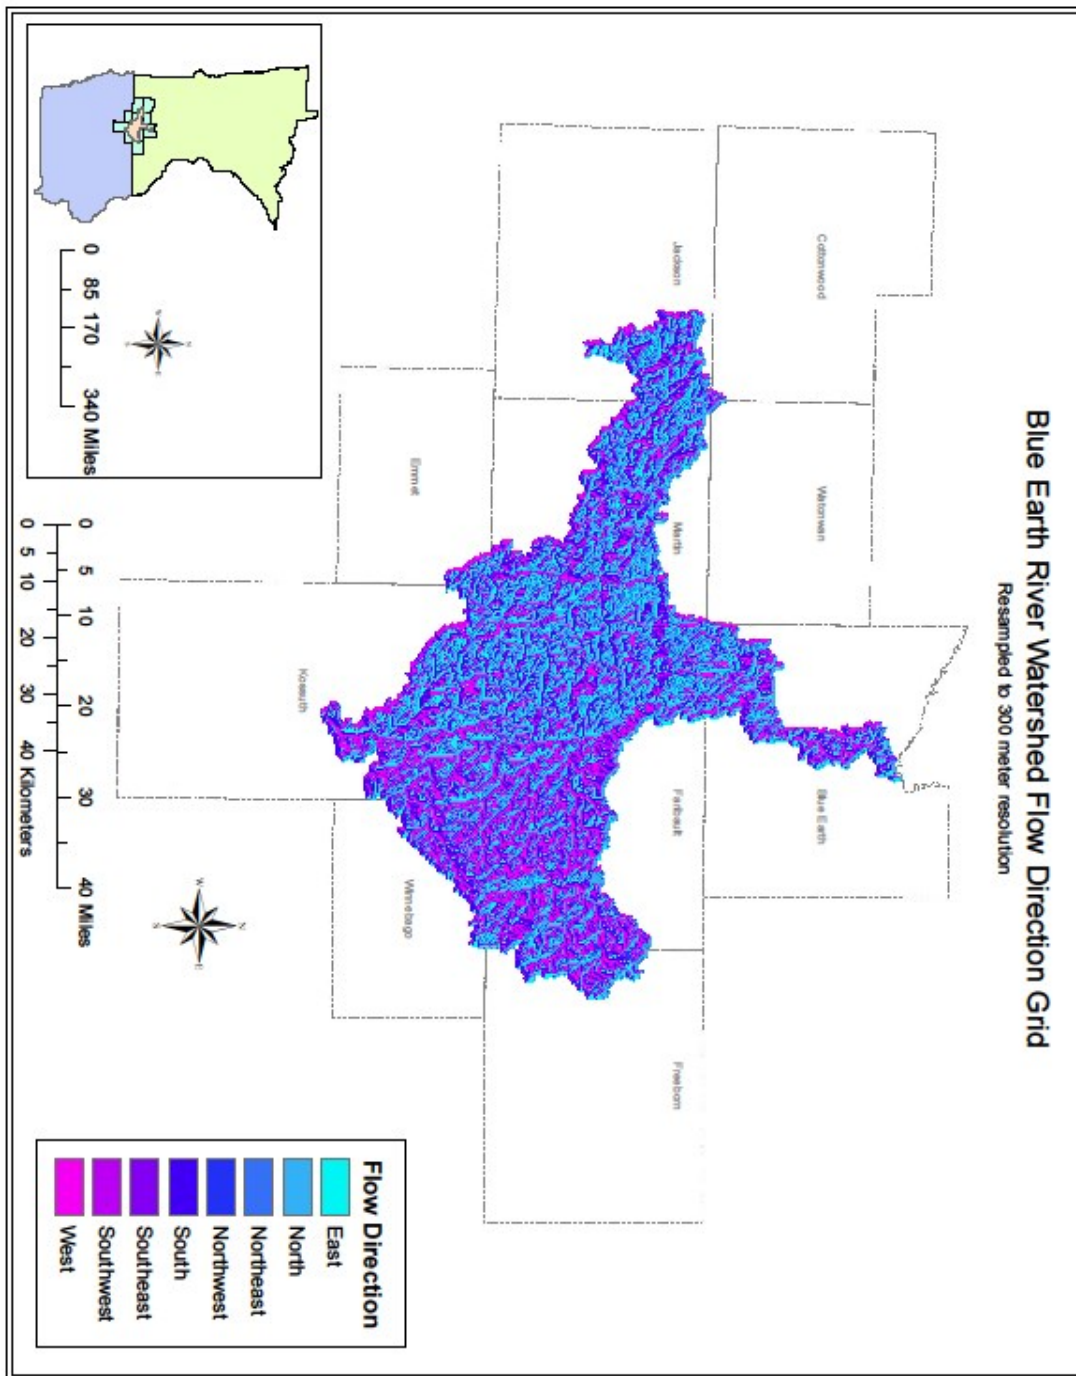 Blue Earth River Watershed Flow Direction Grid
Resampled to 300 meter resolution
Cottonwood
Watonwan
Blue Earth
Jackson
Martin
Faribault
Freeborn
Emmet
Winnebago
Kossuth
0 85 170 340 Miles
N
S
W
E
0 5 10 20 30 40 Miles
0 5 10 20 30 40 Kilometers
N
S
W
E
Flow Direction
East
North
Northeast
Northwest
South
Southeast
Southwest
West